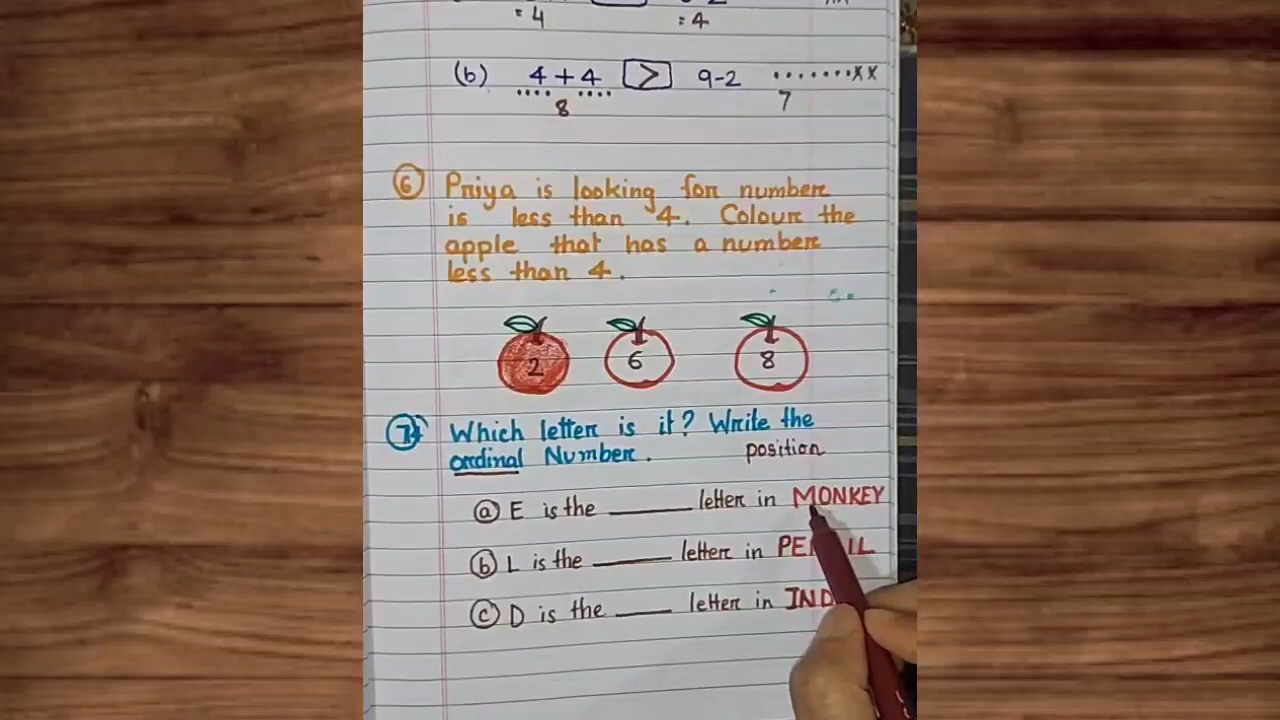 = 4 = 4
(b) 4 + 4 > 9-2
8 7
6 Priya is looking for number
is less than 4. Colour the
apple that has a number
less than 4.
2 6 8
7 Which letter is it? Write the
ordinal Number. position
(a) E is the ______ letter in MONKEY
(b) L is the ______ letter in PE IL
(c) D is the _____ letter in IND